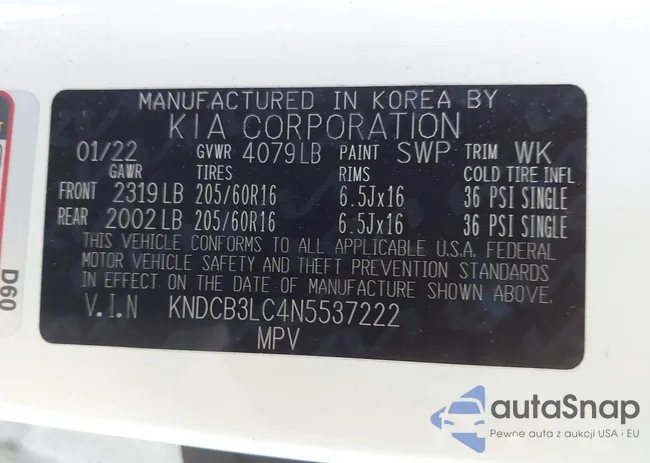 MANUFACTURED IN KOREA BY
KIA CORPORATION
01/22 GVWR 4079LB PAINT SWP TRIM WK
GAWR TIRES RIMS COLD TIRE INFL
FRONT 2319LB 205/60R16 6.5Jx16 36 PSI SINGLE
REAR 2002LB 205/60R16 6.5Jx16 36 PSI SINGLE
THIS VEHICLE CONFORMS TO ALL APPLICABLE U.S.A. FEDERAL
MOTOR VEHICLE SAFETY AND THEFT PREVENTION STANDARDS
IN EFFECT ON THE DATE OF MANUFACTURE SHOWN ABOVE.
V.I.N KNDCB3LC4N5537222
MPV
D60
autaSnap
Pewne auta z aukcji USA i EU